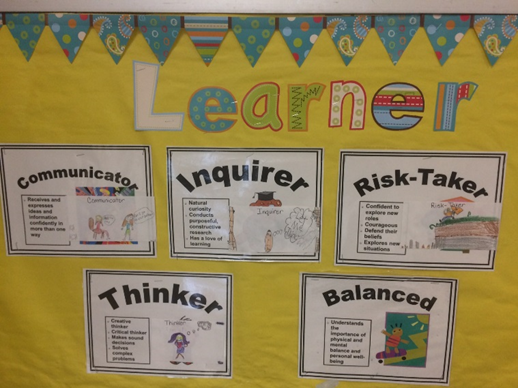 Learner
Communicator
Receives and
expresses
ideas and
information
confidently in
more than one
way
Communicator
Inquirer
Natural
curiosity
Conducts
purposeful,
constructive
research
Has a love of
learning
Inquirer
Risk-Taker
Confident to
explore new
roles
Courageous
Defend their
beliefs
Explores new
situations
Risk-Taker
Thinker
Creative
thinker
Critical thinker
Makes sound
decisions
Solves
complex
problems
Thinker
Balanced
Understands
the
importance of
physical and
mental
balance and
personal well-
being